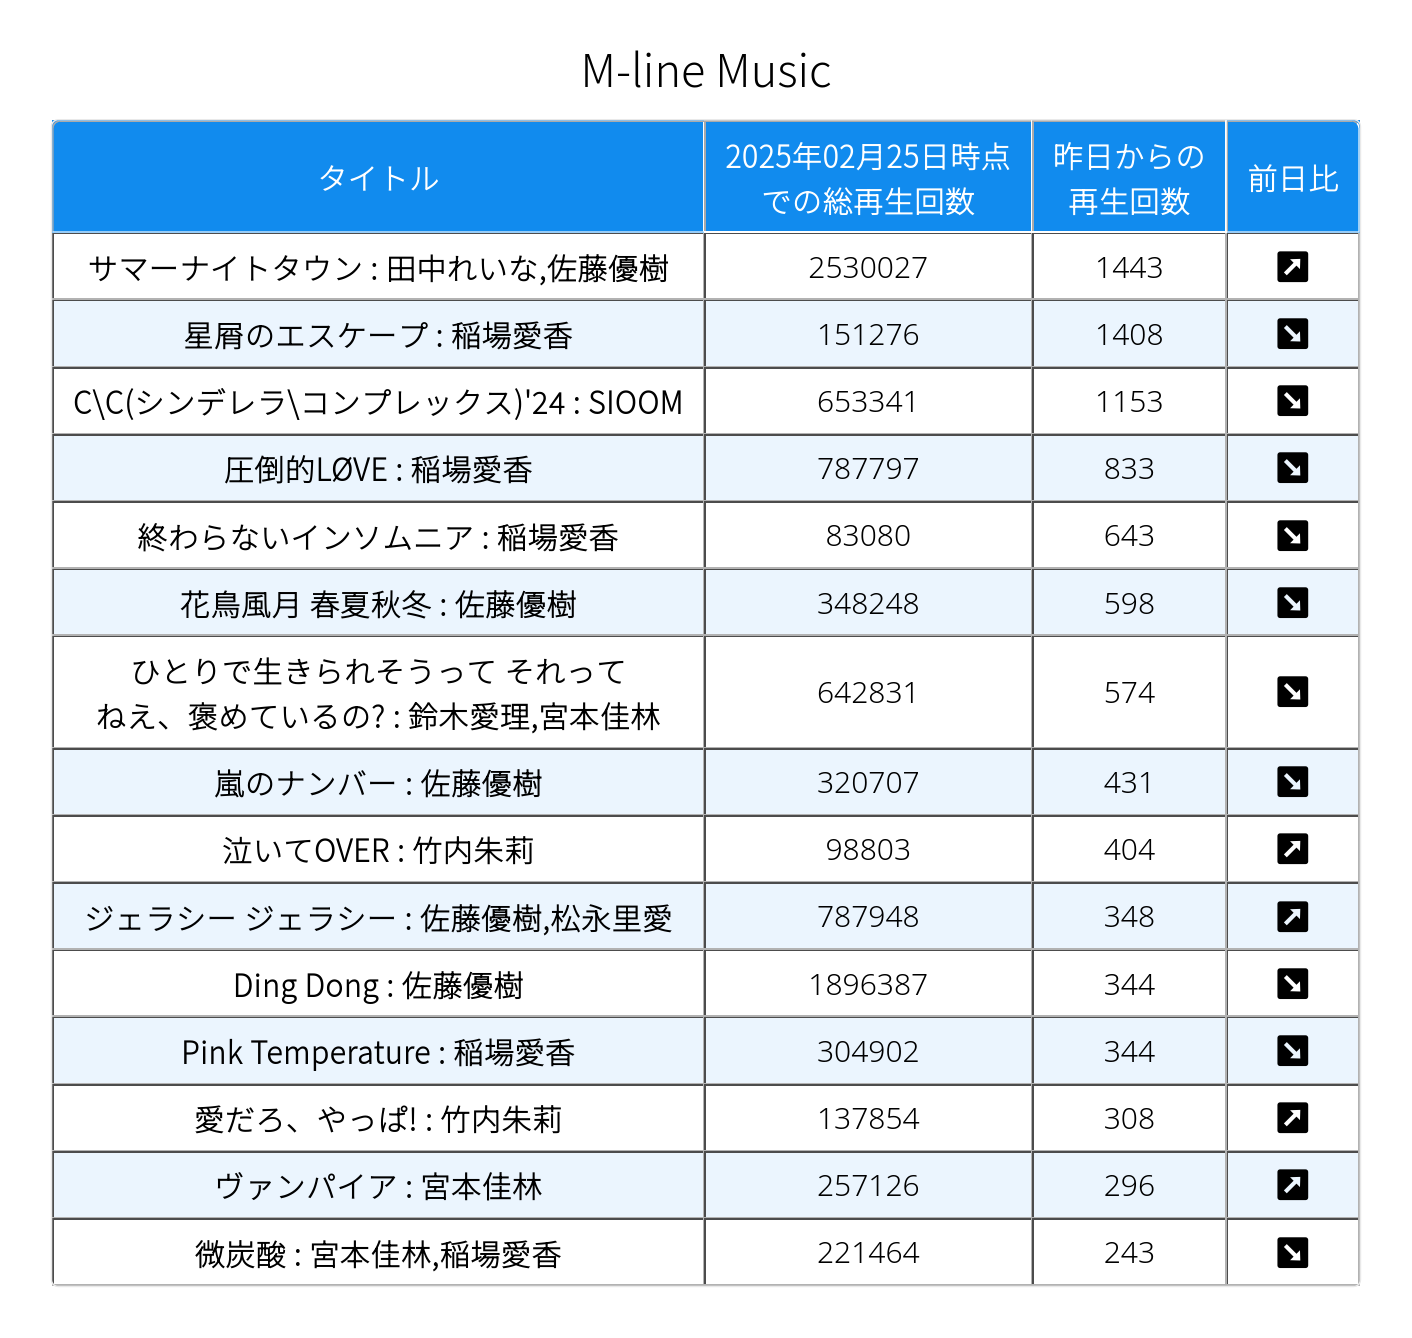 M-line Music
タイトル
2025年02月25日時点
での総再生回数
昨日からの
再生回数
前日比
サマーナイトタウン : 田中れいな,佐藤優樹 2530027 1443 ↗
星屑のエスケープ : 稲場愛香 151276 1408 ↘
C\C(シンデレラ\コンプレックス)'24 : SIOOM 653341 1153 ↘
圧倒的LØVE : 稲場愛香 787797 833 ↘
終わらないインソムニア : 稲場愛香 83080 643 ↘
花鳥風月 春夏秋冬 : 佐藤優樹 348248 598 ↘
ひとりで生きられそうって それって
ねえ、褒めているの? : 鈴木愛理,宮本佳林 642831 574 ↘
嵐のナンバー : 佐藤優樹 320707 431 ↘
泣いてOVER : 竹内朱莉 98803 404 ↗
ジェラシー ジェラシー : 佐藤優樹,松永里愛 787948 348 ↗
Ding Dong : 佐藤優樹 1896387 344 ↘
Pink Temperature : 稲場愛香 304902 344 ↘
愛だろ、やっぱ! : 竹内朱莉 137854 308 ↗
ヴァンパイア : 宮本佳林 257126 296 ↗
微炭酸 : 宮本佳林,稲場愛香 221464 243 ↘